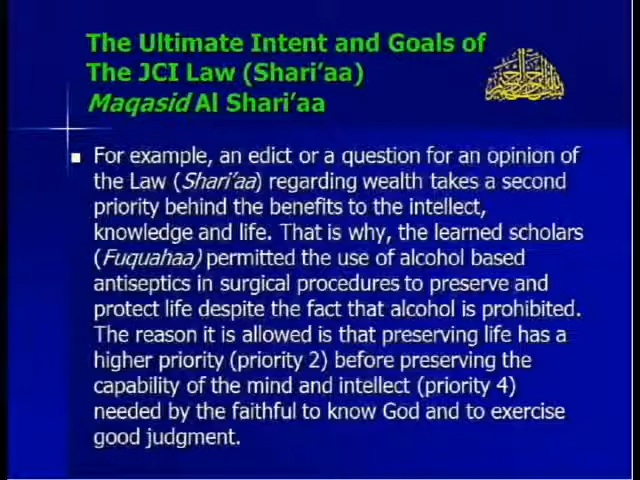 The Ultimate Intent and Goals of
The JCI Law (Shari’aa)
Maqasid Al Shari’aa
For example, an edict or a question for an opinion of
the Law (Shari’aa) regarding wealth takes a second
priority behind the benefits to the intellect,
knowledge and life. That is why, the learned scholars
(Fuquahaa) permitted the use of alcohol based
antiseptics in surgical procedures to preserve and
protect life despite the fact that alcohol is prohibited.
The reason it is allowed is that preserving life has a
higher priority (priority 2) before preserving the
capability of the mind and intellect (priority 4)
needed by the faithful to know God and to exercise
good judgment.